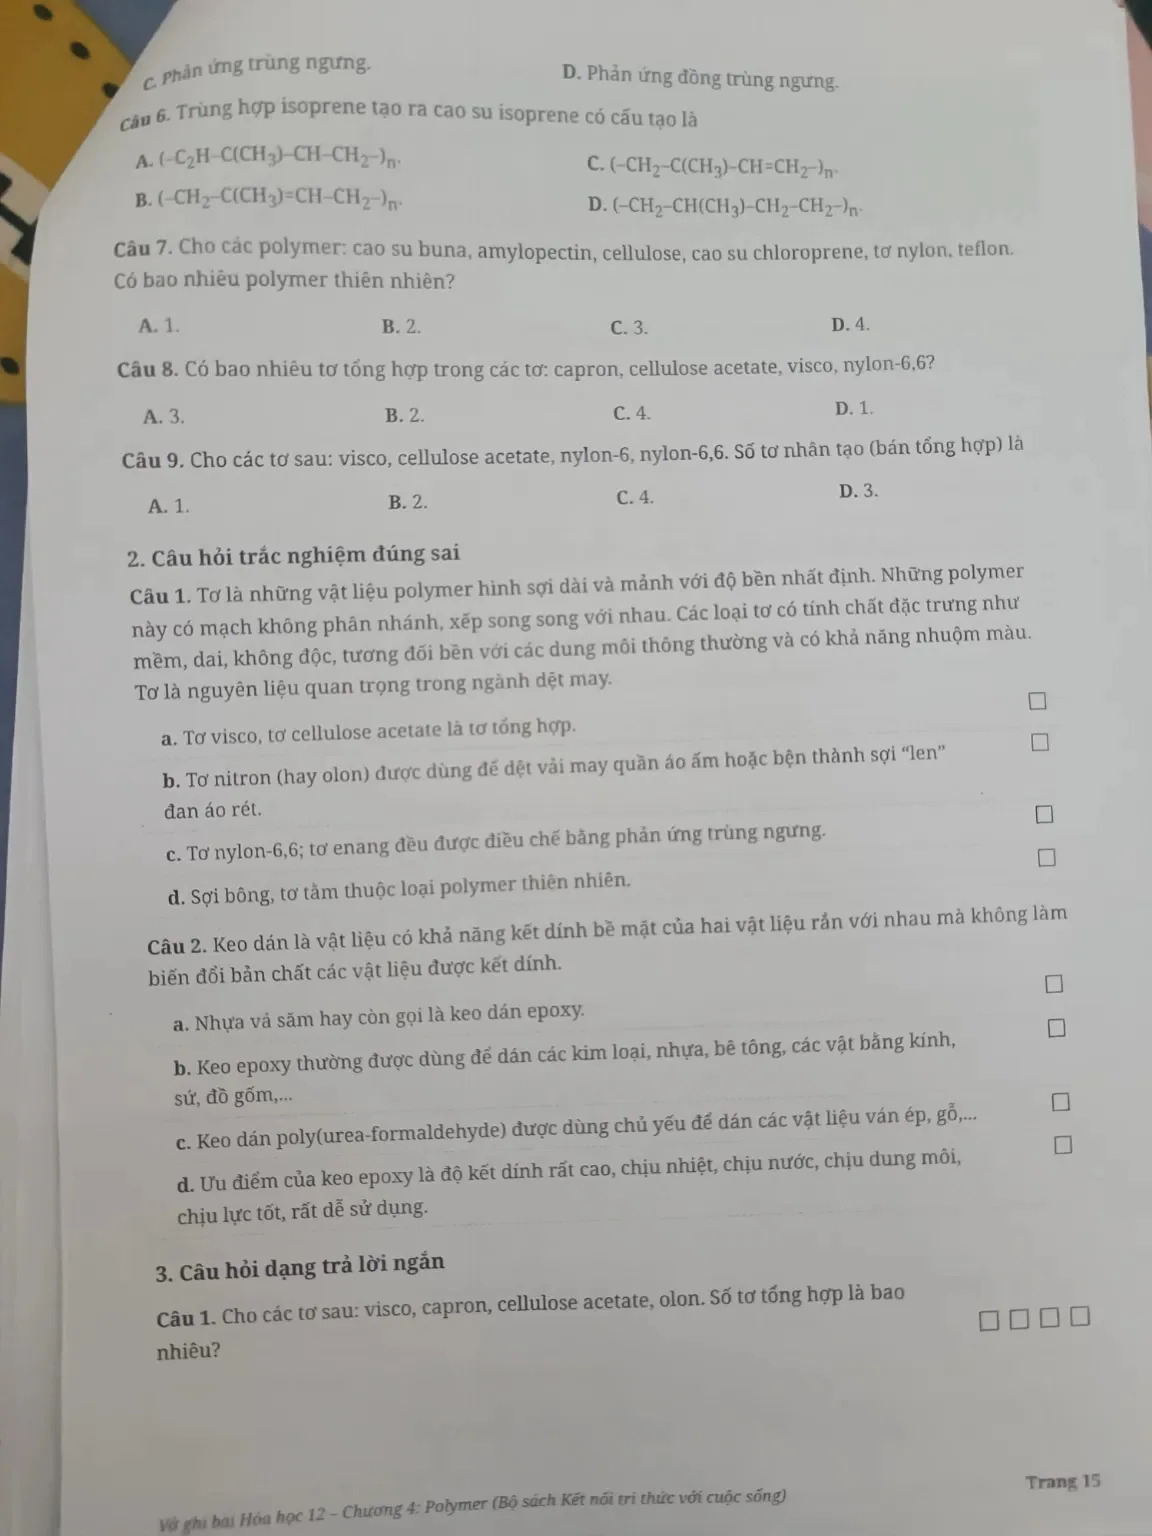 C. Phản ứng trùng ngưng. D. Phản ứng đồng trùng ngưng.
Câu 6. Trùng hợp isoprene tạo ra cao su isoprene có cấu tạo là
A. (–C₂H–C(CH₃)–CH–CH₂–)ₙ. C. (–CH₂–C(CH₃)–CH=CH₂–)ₙ.
B. (–CH₂–C(CH₃)=CH–CH₂–)ₙ. D. (–CH₂–CH(CH₃)–CH₂–CH₂–)ₙ.
Câu 7. Cho các polymer: cao su buna, amylopectin, cellulose, cao su chloroprene, tơ nylon, teflon.
Có bao nhiêu polymer thiên nhiên?
A. 1. B. 2. C. 3. D. 4.
Câu 8. Có bao nhiêu tơ tổng hợp trong các tơ: capron, cellulose acetate, visco, nylon-6,6?
A. 3. B. 2. C. 4. D. 1.
Câu 9. Cho các tơ sau: visco, cellulose acetate, nylon-6, nylon-6,6. Số tơ nhân tạo (bán tổng hợp) là
A. 1. B. 2. C. 4. D. 3.
2. Câu hỏi trắc nghiệm đúng sai
Câu 1. Tơ là những vật liệu polymer hình sợi dài và mảnh với độ bền nhất định. Những polymer
này có mạch không phân nhánh, xếp song song với nhau. Các loại tơ có tính chất đặc trưng như
mềm, dai, không độc, tương đối bền với các dung môi thông thường và có khả năng nhuộm màu.
Tơ là nguyên liệu quan trọng trong ngành dệt may.
a. Tơ visco, tơ cellulose acetate là tơ tổng hợp. □
b. Tơ nitron (hay olon) được dùng để dệt vải may quần áo ấm hoặc bện thành sợi “len” □
đan áo rét.
c. Tơ nylon-6,6; tơ enang đều được điều chế bằng phản ứng trùng ngưng. □
d. Sợi bông, tơ tằm thuộc loại polymer thiên nhiên. □
Câu 2. Keo dán là vật liệu có khả năng kết dính bề mặt của hai vật liệu rắn với nhau mà không làm
biến đổi bản chất các vật liệu được kết dính.
a. Nhựa vá săm hay còn gọi là keo dán epoxy. □
b. Keo epoxy thường được dùng để dán các kim loại, nhựa, bê tông, các vật bằng kính, □
sứ, đồ gốm,...
c. Keo dán poly(urea-formaldehyde) được dùng chủ yếu để dán các vật liệu ván ép, gỗ,... □
d. Ưu điểm của keo epoxy là độ kết dính rất cao, chịu nhiệt, chịu nước, chịu dung môi, □
chịu lực tốt, rất dễ sử dụng.
3. Câu hỏi dạng trả lời ngắn
Câu 1. Cho các tơ sau: visco, capron, cellulose acetate, olon. Số tơ tổng hợp là bao □ □ □ □
nhiêu?
Trang 15
Vở ghi bài Hóa học 12 – Chương 4: Polymer (Bộ sách Kết nối tri thức với cuộc sống)